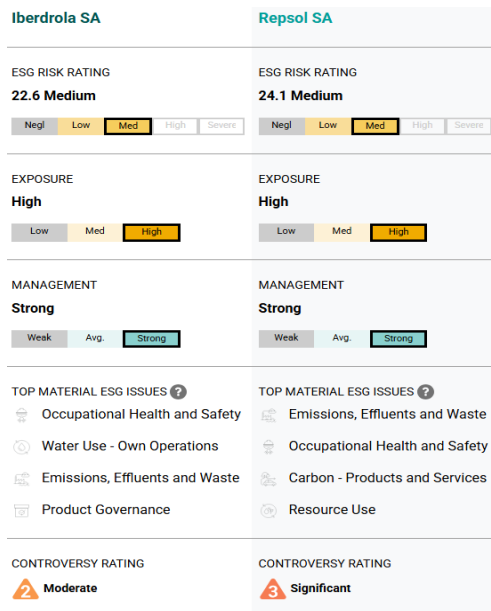 Iberdrola SA
ESG RISK RATING
22.6 Medium
Negl Low Med High Severe
EXPOSURE
High
Low Med High
MANAGEMENT
Strong
Weak Avg. Strong
TOP MATERIAL ESG ISSUES ?
Occupational Health and Safety
Water Use - Own Operations
Emissions, Effluents and Waste
Product Governance
CONTROVERSY RATING
2 Moderate
Repsol SA
ESG RISK RATING
24.1 Medium
Negl Low Med High Severe
EXPOSURE
High
Low Med High
MANAGEMENT
Strong
Weak Avg. Strong
TOP MATERIAL ESG ISSUES ?
Emissions, Effluents and Waste
Occupational Health and Safety
Carbon - Products and Services
Resource Use
CONTROVERSY RATING
3 Significant